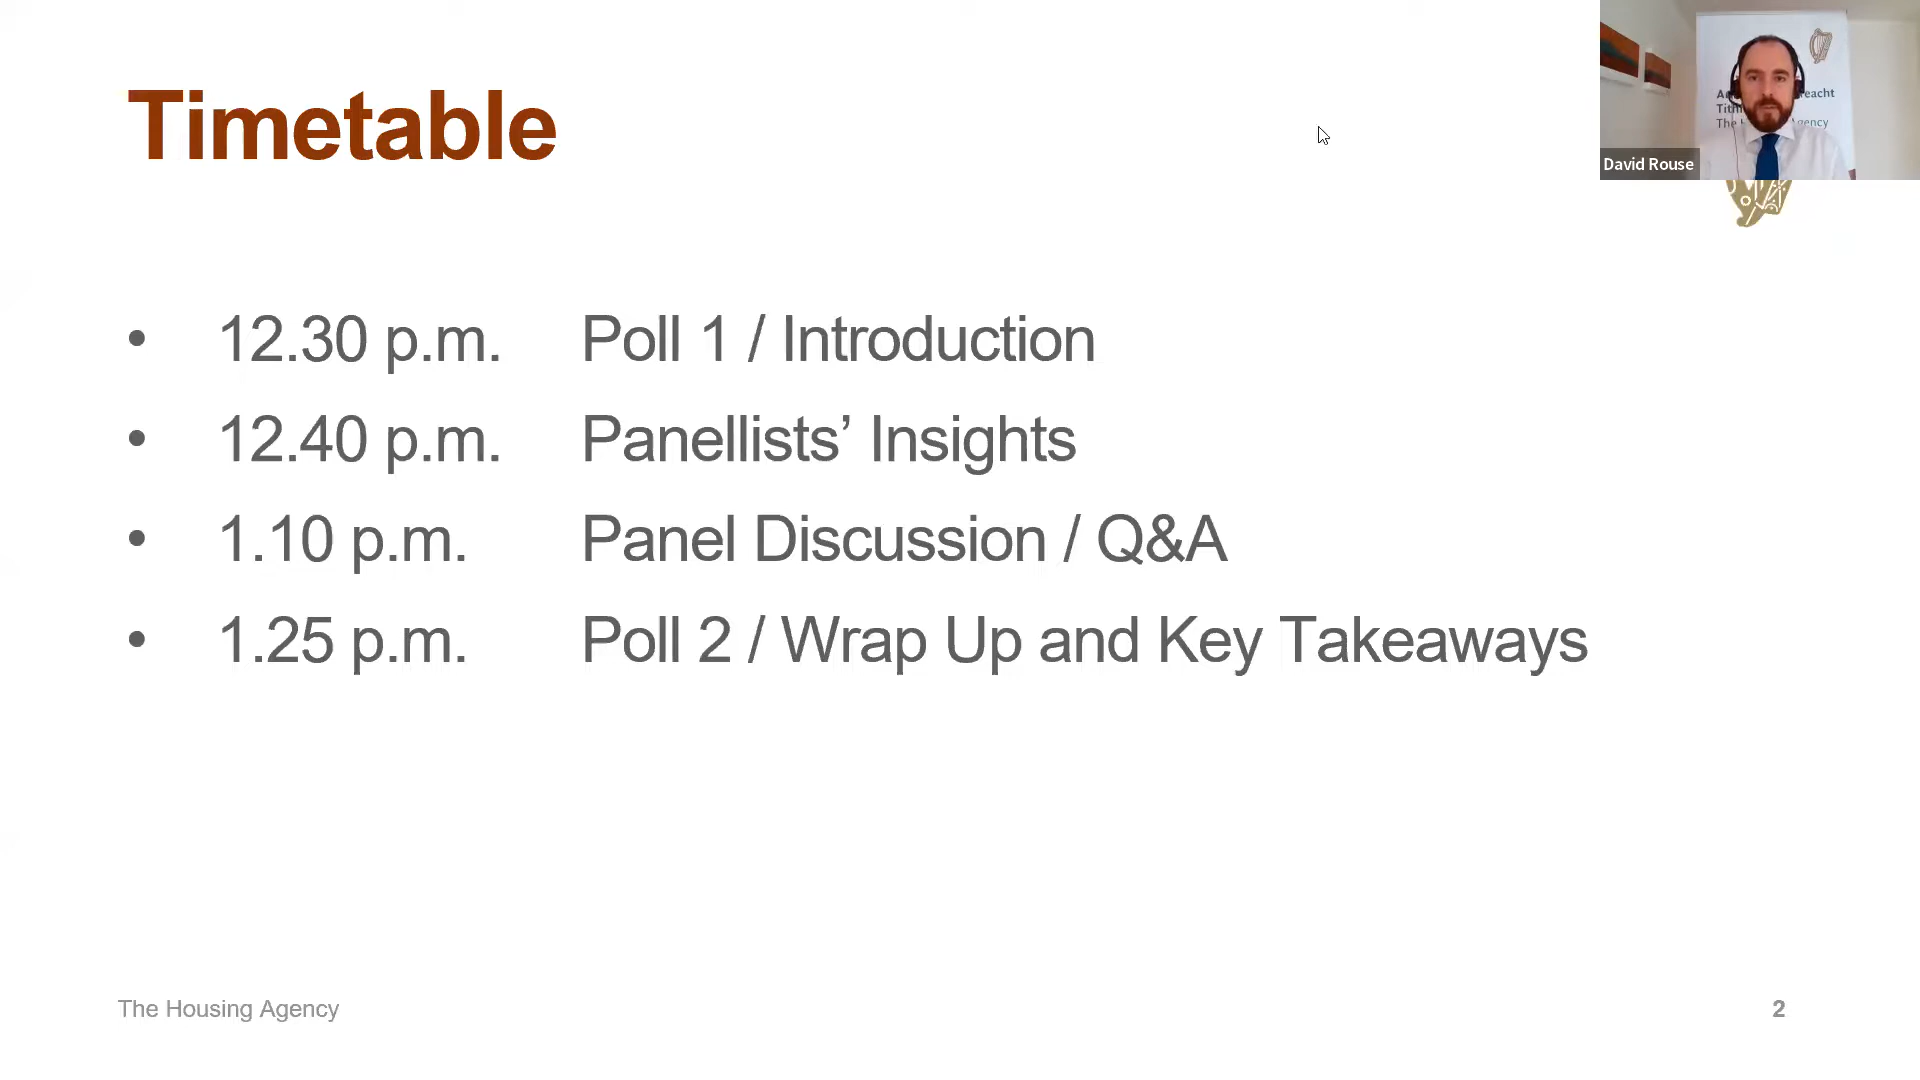 Timetable
David Rouse
• 12.30 p.m. Poll 1 / Introduction
• 12.40 p.m. Panellists’ Insights
• 1.10 p.m. Panel Discussion / Q&A
• 1.25 p.m. Poll 2 / Wrap Up and Key Takeaways
The Housing Agency
2